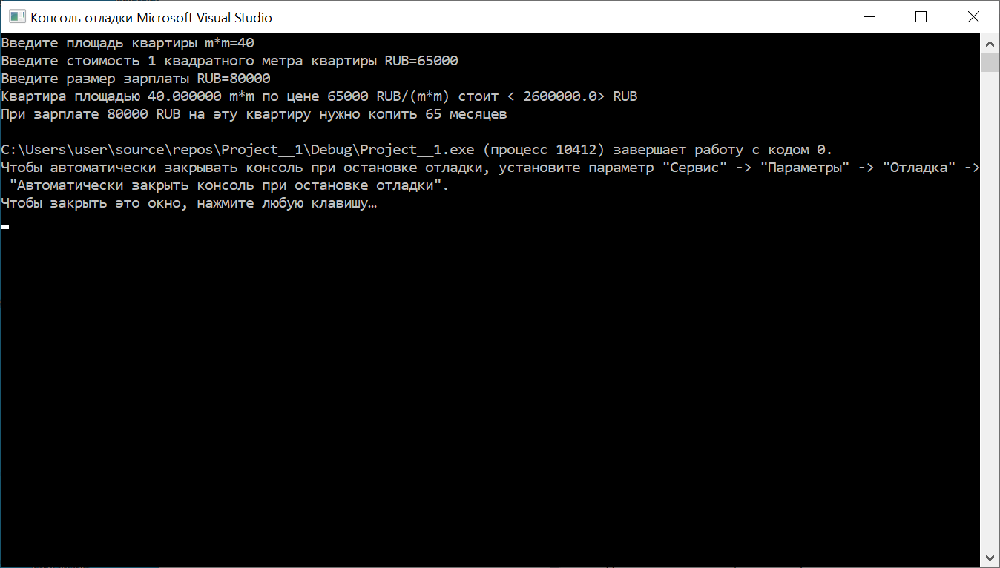 Консоль отладки Microsoft Visual Studio
Введите площадь квартиры m*m=40
Введите стоимость 1 квадратного метра квартиры RUB=65000
Введите размер зарплаты RUB=80000
Квартира площадью 40.000000 m*m по цене 65000 RUB/(m*m) стоит < 2600000.0> RUB
При зарплате 80000 RUB на эту квартиру нужно копить 65 месяцев
C:\Users\user\source\repos\Project__1\Debug\Project__1.exe (процесс 10412) завершает работу с кодом 0.
Чтобы автоматически закрывать консоль при остановке отладки, установите параметр "Сервис" -> "Параметры" -> "Отладка" ->
"Автоматически закрыть консоль при остановке отладки".
Чтобы закрыть это окно, нажмите любую клавишу…